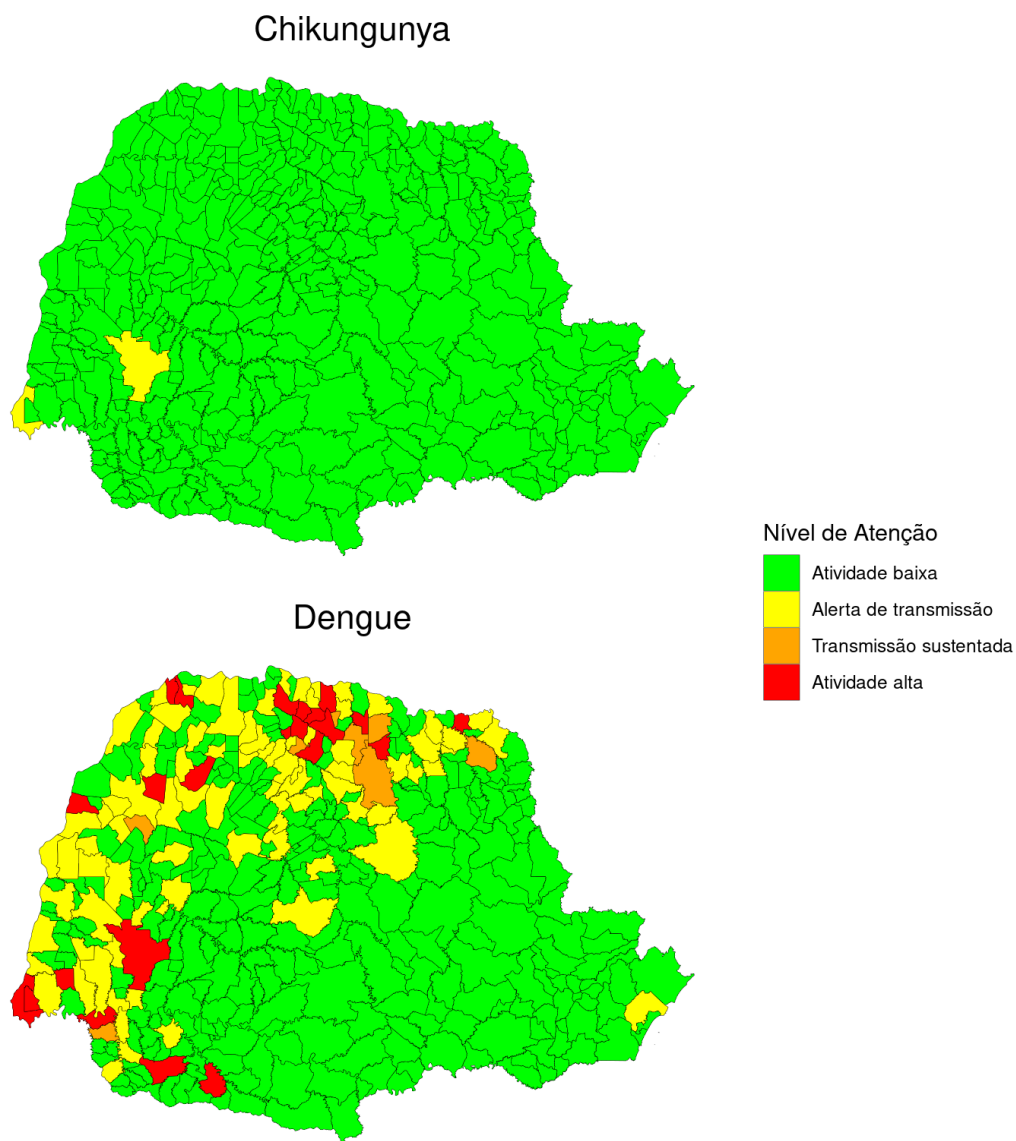 Chikungunya
Nível de Atenção
Atividade baixa
Alerta de transmissão
Transmissão sustentada
Atividade alta
Dengue